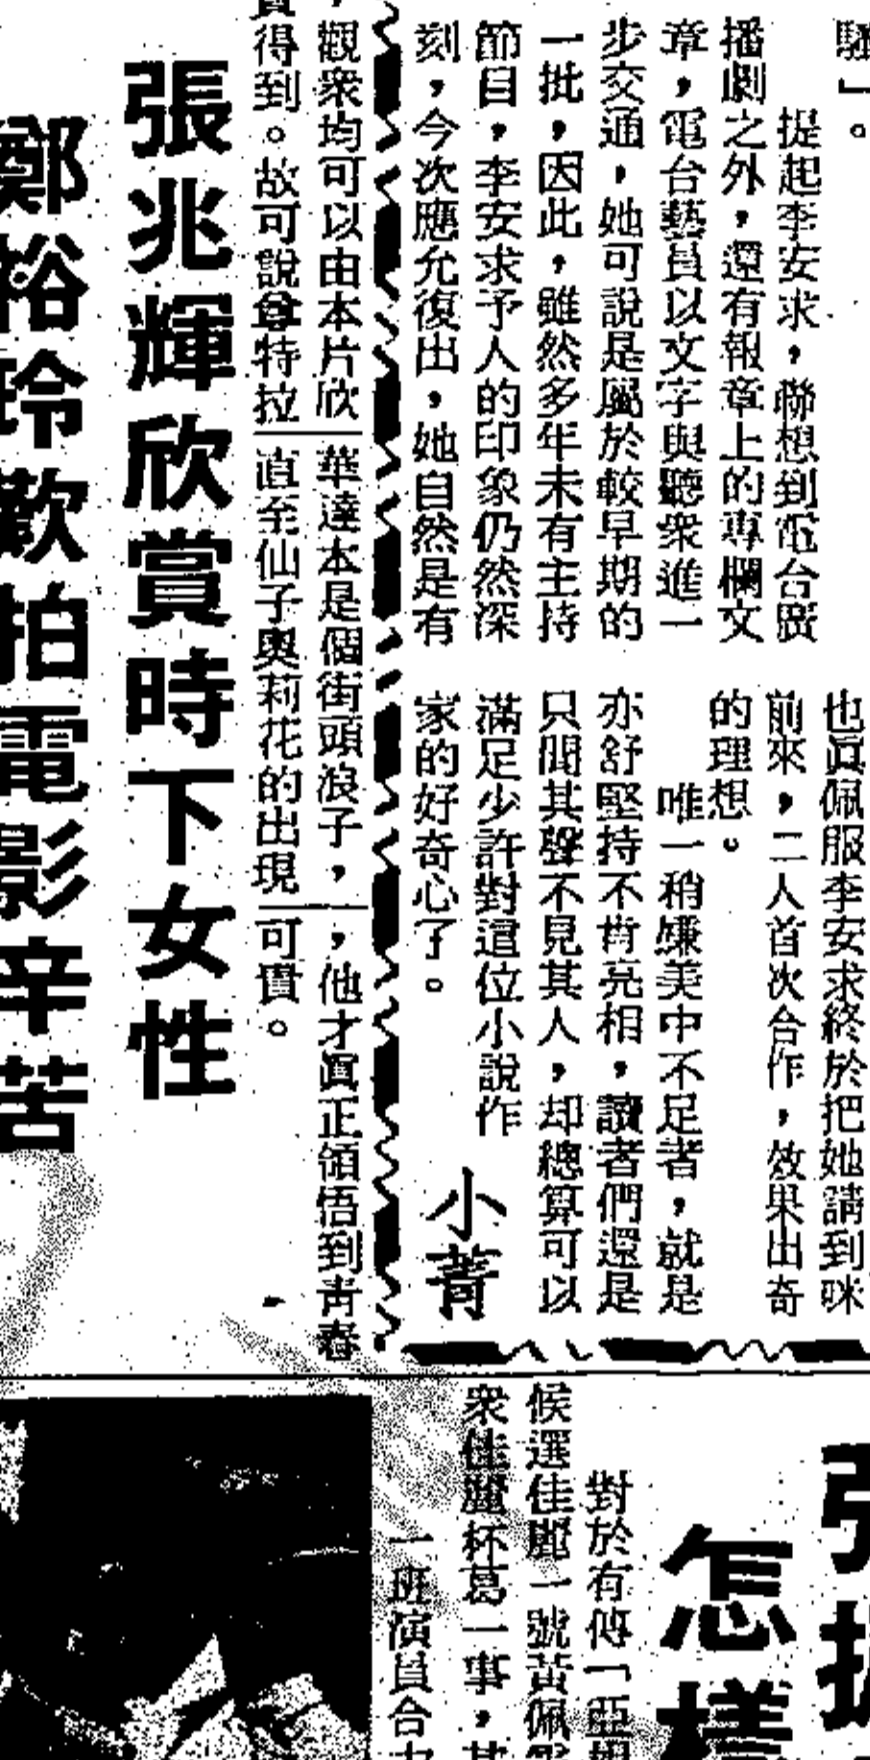 騷」。
提起李安求，聯想到電台廣
播劇之外，還有報章上的專欄文
章，電台藝員以文字與聽衆進一
步交通，她可說是屬於較早期的
一批，因此，雖然多年未有主持
節目，李安求予人的印象仍然深
刻，今次應允復出，她自然是有
也眞佩服李安求終於把她請到咪
前來，二人首次合作，效果出奇
的理想。
唯一稍嫌美中不足者，就是
亦舒堅持不肯亮相，讀者們還是
只聞其聲不見其人，却總算可以
滿足少許對這位小說作
家的好奇心了。
小菁
，觀衆均可以由本片欣
賞得到。故可說尊特拉
華達本是個街頭浪子，
直至仙子奧莉花的出現
，他才眞正領悟到青春
可貴。
張兆輝欣賞時下女性
鄭裕玲歎拍電影辛苦
怎樣
對於有傳「亞姐
候選佳麗一號黃佩
衆佳麗杯葛一事，
一班演員合